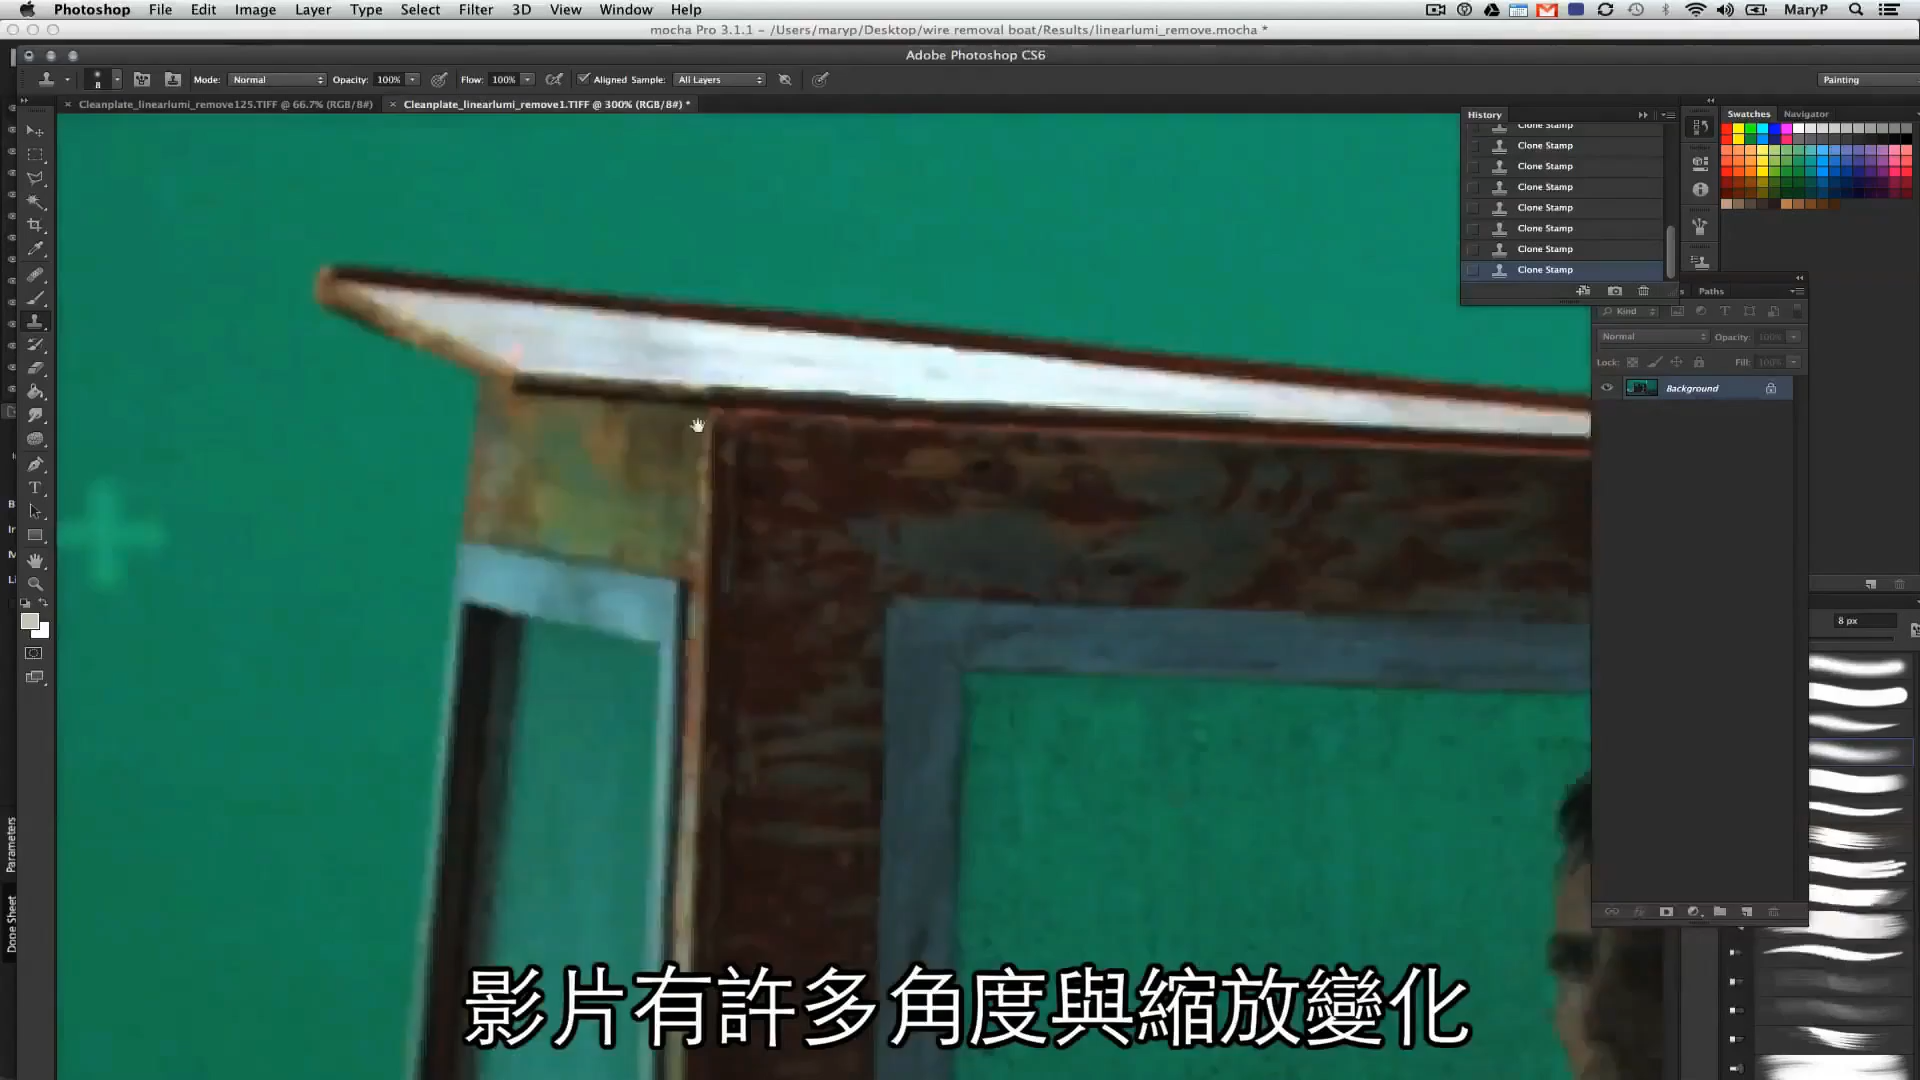 Photoshop File Edit Image Layer Type Select Filter 3D View Window Help MaryP
mocha Pro 3.1.1 - /Users/maryp/Desktop/wire removal boat/Results/linearlumi_remove.mocha *
Adobe Photoshop CS6
8 Mode: Normal Opacity: 100% Flow: 100% Aligned Sample: All Layers Painting
Cleanplate_linearlumi_remove125.TIFF @ 66.7% (RGB/8#) Cleanplate_linearlumi_remove1.TIFF @ 300% (RGB/8#) *
History Swatches Navigator
Clone Stamp
Clone Stamp
Clone Stamp
Clone Stamp
Clone Stamp
Clone Stamp
Clone Stamp
Clone Stamp
Paths
Kind
Normal Opacity: 100%
Lock: Fill: 100%
Background
8 px
Parameters
Dope Sheet
影片有許多角度與縮放變化